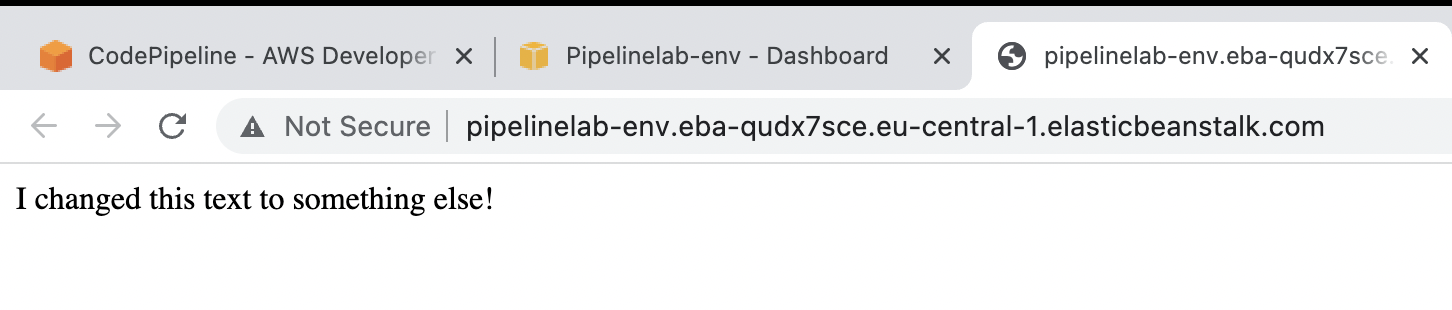 CodePipeline - AWS Developer
Pipelinelab-env - Dashboard
pipelinelab-env.eba-qudx7sce.
Not Secure
pipelinelab-env.eba-qudx7sce.eu-central-1.elasticbeanstalk.com
I changed this text to something else!